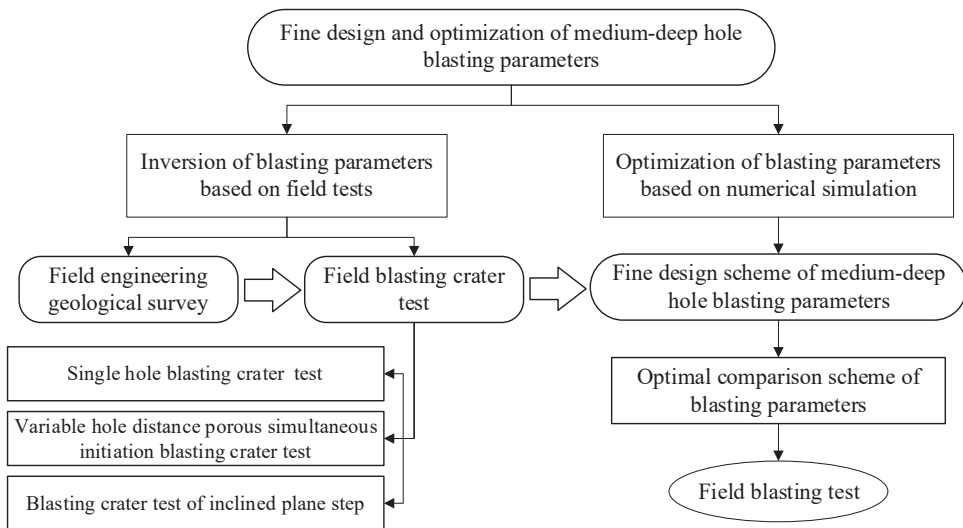 Fine design and optimization of medium-deep hole
blasting parameters
Inversion of blasting parameters
based on field tests
Optimization of blasting parameters
based on numerical simulation
Field engineering
geological survey
Field blasting crater
test
Fine design scheme of medium-deep
hole blasting parameters
Single hole blasting crater test
Variable hole distance porous simultaneous
initiation blasting crater test
Blasting crater test of inclined plane step
Optimal comparison scheme of
blasting parameters
Field blasting test